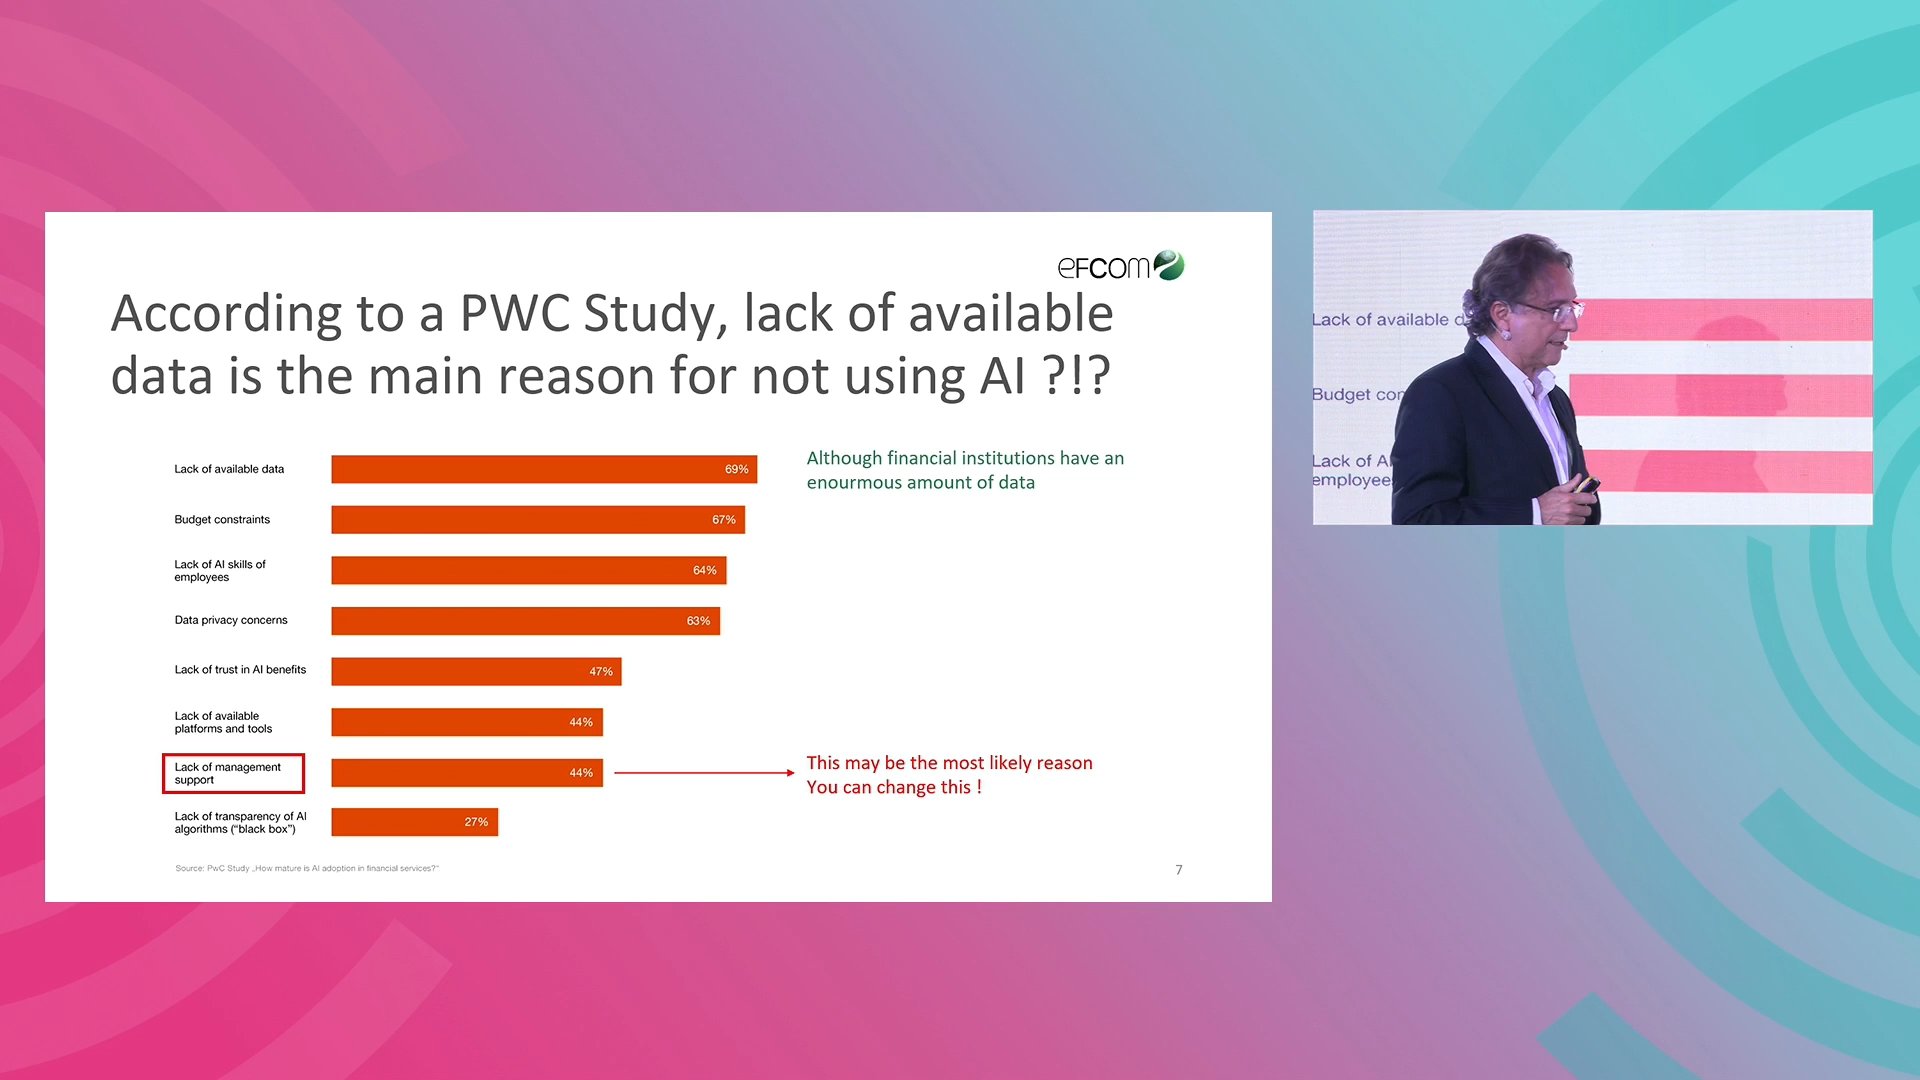 efcom
According to a PWC Study, lack of available
data is the main reason for not using AI ?!?
Lack of available data
69%
Although financial institutions have an
enourmous amount of data
Budget constraints
67%
Lack of AI skills of
employees
64%
Data privacy concerns
63%
Lack of trust in AI benefits
47%
Lack of available
platforms and tools
44%
Lack of management
support
44%
This may be the most likely reason
You can change this !
Lack of transparency of AI
algorithms (“black box”)
27%
Source: PwC Study „How mature is AI adoption in financial services?“
7
Lack of available d
Budget con
Lack of AI
employee